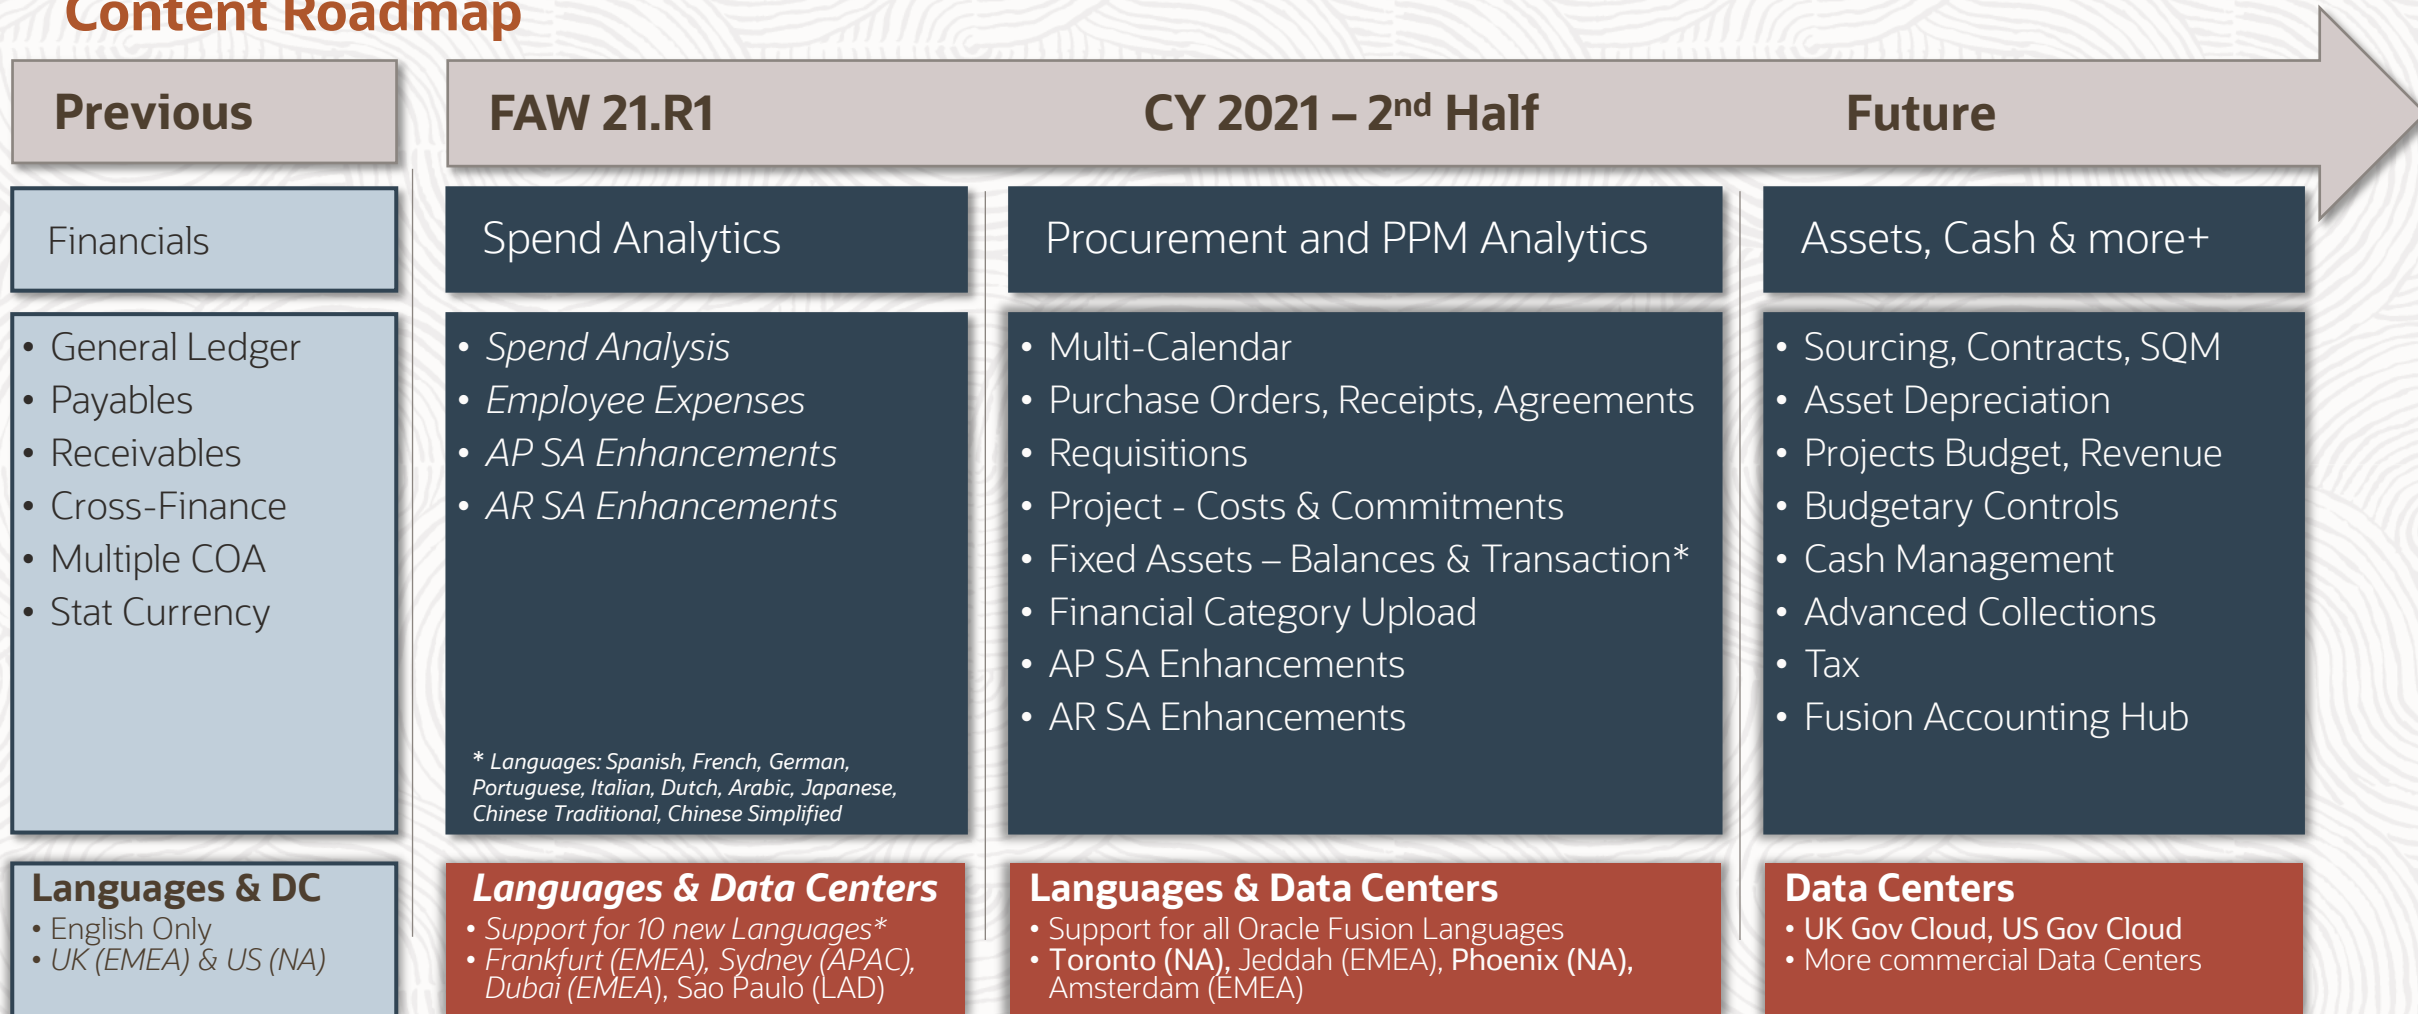 Content Roadmap
Previous
FAW 21.R1
CY 2021 – 2nd Half
Future
Financials
• General Ledger
• Payables
• Receivables
• Cross-Finance
• Multiple COA
• Stat Currency
Languages & DC
• English Only
• UK (EMEA) & US (NA)
Spend Analytics
• Spend Analysis
• Employee Expenses
• AP SA Enhancements
• AR SA Enhancements
* Languages: Spanish, French, German,
Portuguese, Italian, Dutch, Arabic, Japanese,
Chinese Traditional, Chinese Simplified
Languages & Data Centers
• Support for 10 new Languages*
• Frankfurt (EMEA), Sydney (APAC),
Dubai (EMEA), Sao Paulo (LAD)
Procurement and PPM Analytics
• Multi-Calendar
• Purchase Orders, Receipts, Agreements
• Requisitions
• Project - Costs & Commitments
• Fixed Assets – Balances & Transaction*
• Financial Category Upload
• AP SA Enhancements
• AR SA Enhancements
Languages & Data Centers
• Support for all Oracle Fusion Languages
• Toronto (NA), Jeddah (EMEA), Phoenix (NA),
Amsterdam (EMEA)
Assets, Cash & more+
• Sourcing, Contracts, SQM
• Asset Depreciation
• Projects Budget, Revenue
• Budgetary Controls
• Cash Management
• Advanced Collections
• Tax
• Fusion Accounting Hub
Data Centers
• UK Gov Cloud, US Gov Cloud
• More commercial Data Centers